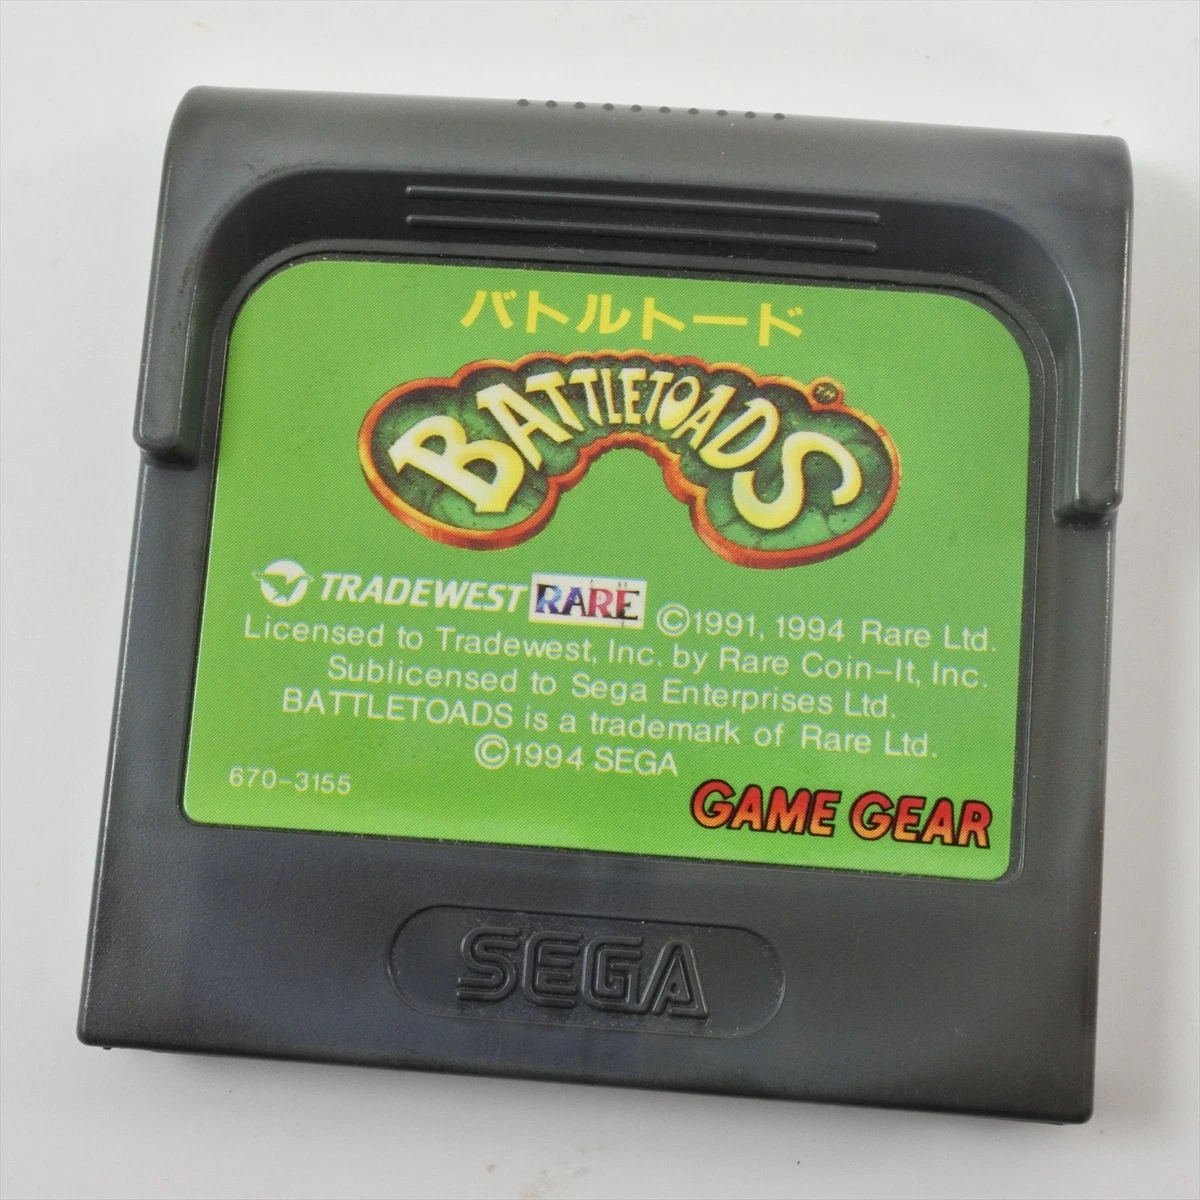 バトルトード
BATTLETOADS TM
TRADEWEST RARE ©1991, 1994 Rare Ltd.
Licensed to Tradewest, Inc. by Rare Coin-It, Inc.
Sublicensed to Sega Enterprises Ltd.
BATTLETOADS is a trademark of Rare Ltd.
©1994 SEGA
670-3155
GAME GEAR
SEGA